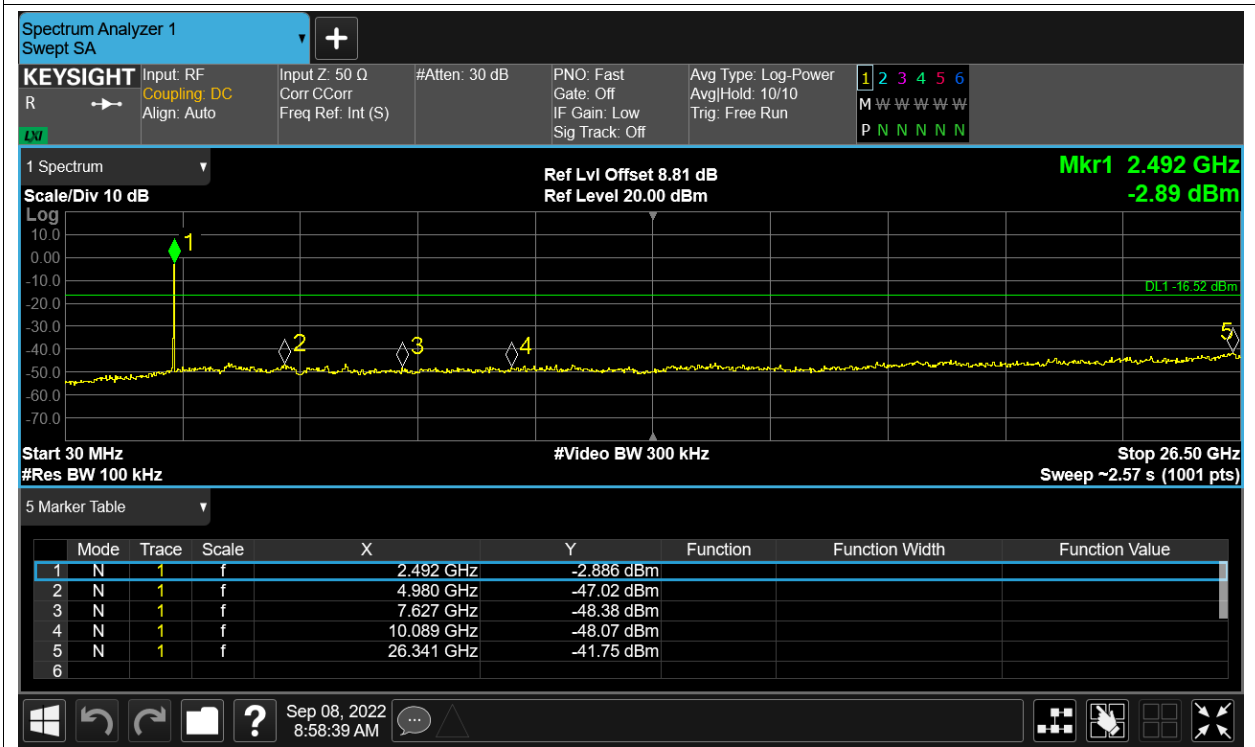 Spectrum Analyzer 1
Swept SA
KEYSIGHT Input: RF Input Z: 50 Ω #Atten: 30 dB PNO: Fast Avg Type: Log-Power 1 2 3 4 5 6
R Coupling: DC Corr CCorr Gate: Off Avg|Hold: 10/10 M W W W W W
Align: Auto Freq Ref: Int (S) IF Gain: Low Trig: Free Run
LXI Sig Track: Off P N N N N N
1 Spectrum Ref Lvl Offset 8.81 dB Mkr1 2.492 GHz
Scale/Div 10 dB Ref Level 20.00 dBm -2.89 dBm
Log
10.0
1
0.00
-10.0
DL1 -16.52 dBm
-20.0
-30.0
2 3 4 5
-40.0
-50.0
-60.0
-70.0
Start 30 MHz #Video BW 300 kHz Stop 26.50 GHz
#Res BW 100 kHz Sweep ~2.57 s (1001 pts)
5 Marker Table
Mode Trace Scale X Y Function Function Width Function Value
1 N 1 f 2.492 GHz -2.886 dBm
2 N 1 f 4.980 GHz -47.02 dBm
3 N 1 f 7.627 GHz -48.38 dBm
4 N 1 f 10.089 GHz -48.07 dBm
5 N 1 f 26.341 GHz -41.75 dBm
6
? Sep 08, 2022
8:58:39 AM